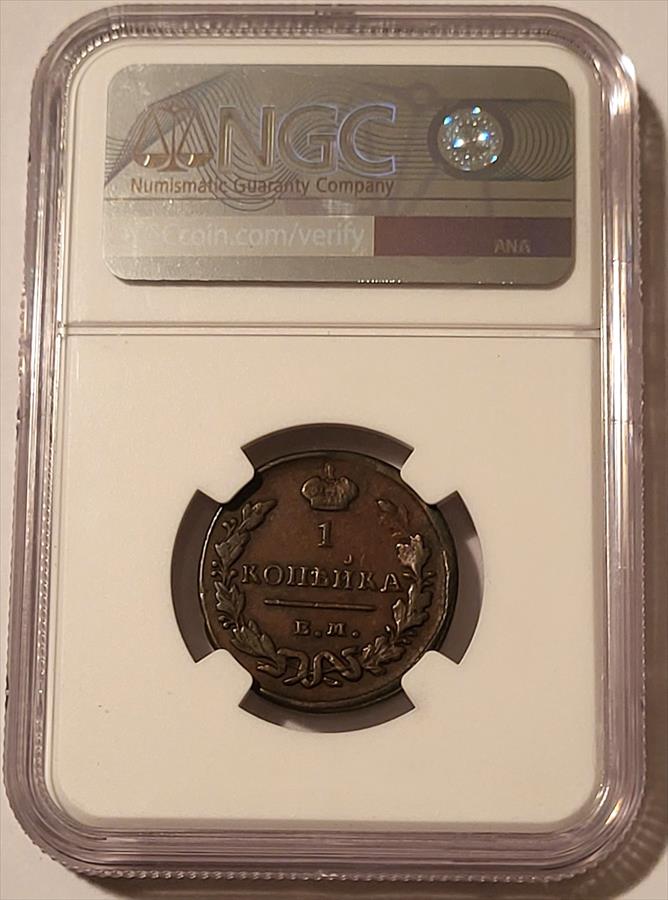 NGC
Numismatic Guaranty Company
NGCcoin.com/verify
ANA
1
КОПѢЙКА
Е.М.